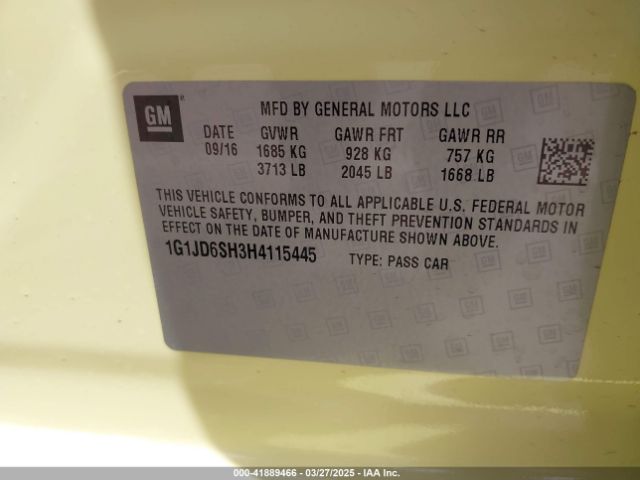 GM
MFD BY GENERAL MOTORS LLC
DATE GVWR GAWR FRT GAWR RR
09/16 1685 KG 928 KG 757 KG
3713 LB 2045 LB 1668 LB
THIS VEHICLE CONFORMS TO ALL APPLICABLE U.S. FEDERAL MOTOR
VEHICLE SAFETY, BUMPER, AND THEFT PREVENTION STANDARDS IN
EFFECT ON THE DATE OF MANUFACTURE SHOWN ABOVE.
1G1JD6SH3H4115445 TYPE: PASS CAR
000-41889466 - 03/27/2025 - IAA Inc.